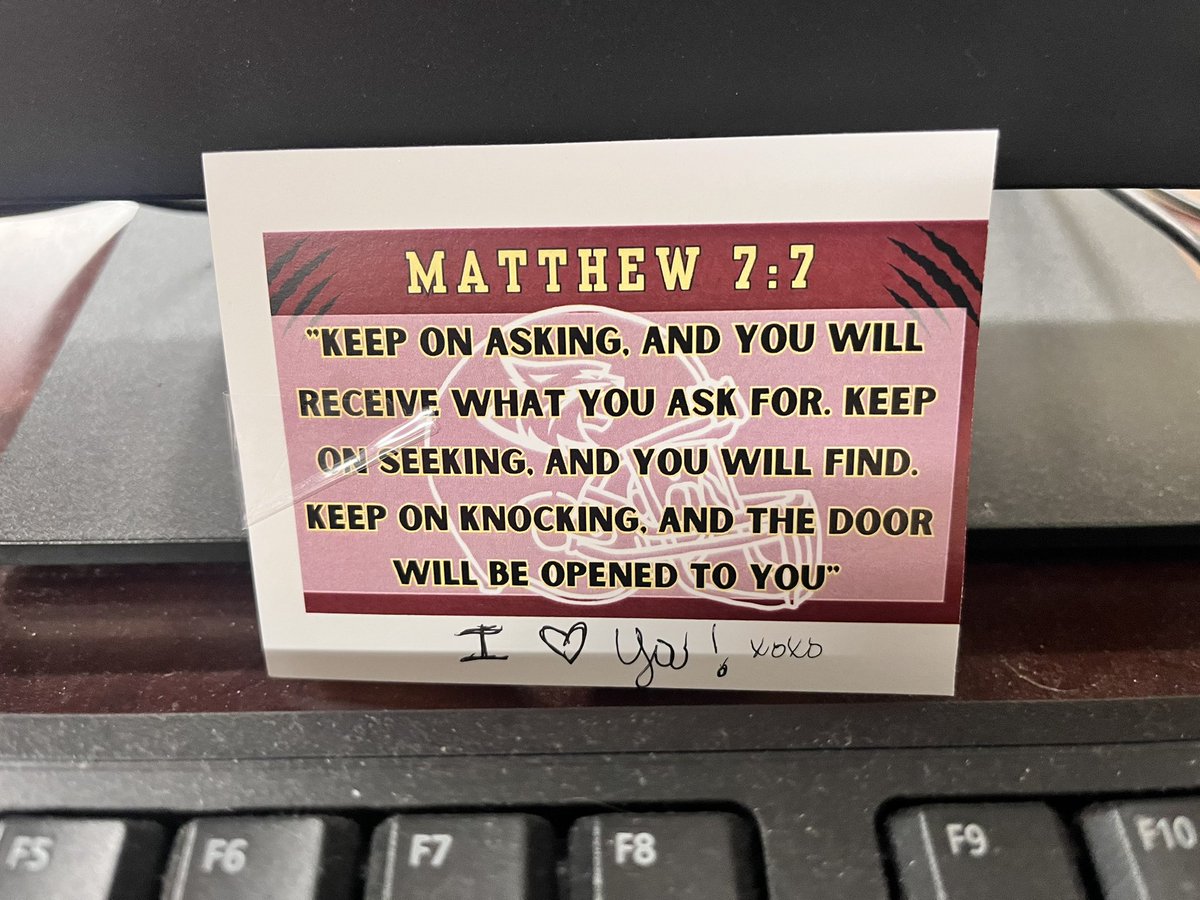 MATTHEW 7:7
"KEEP ON ASKING, AND YOU WILL
RECEIVE WHAT YOU ASK FOR. KEEP
ON SEEKING, AND YOU WILL FIND.
KEEP ON KNOCKING, AND THE DOOR
WILL BE OPENED TO YOU"
I ♡ Ya! xoxo
F5 F6 F7 F8 F9 F10